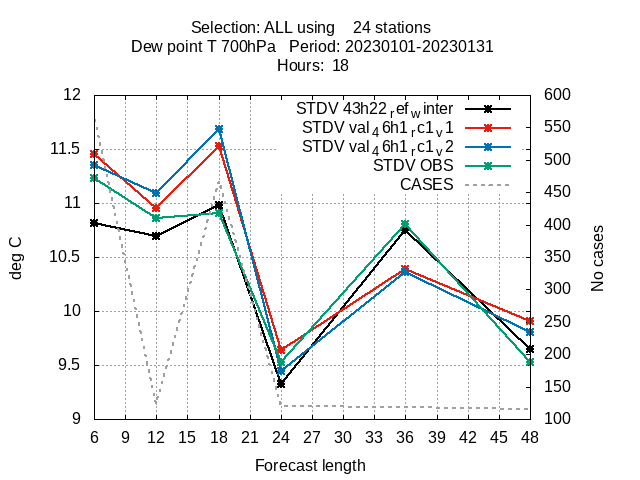 Selection: ALL using    24 stations
Dew point T 700hPa   Period: 20230101-20230131
Hours:  18
12 600
STDV 43h22_ref_winter
550
STDV val_46h1_rc1_v1
11.5 STDV val_46h1_rc1_v2 500
STDV OBS
CASES 450
11 400
10.5 350
deg C No cases
300
10 250
9.5 200
150
9 100
6 9 12 15 18 21 24 27 30 33 36 39 42 45 48
Forecast length